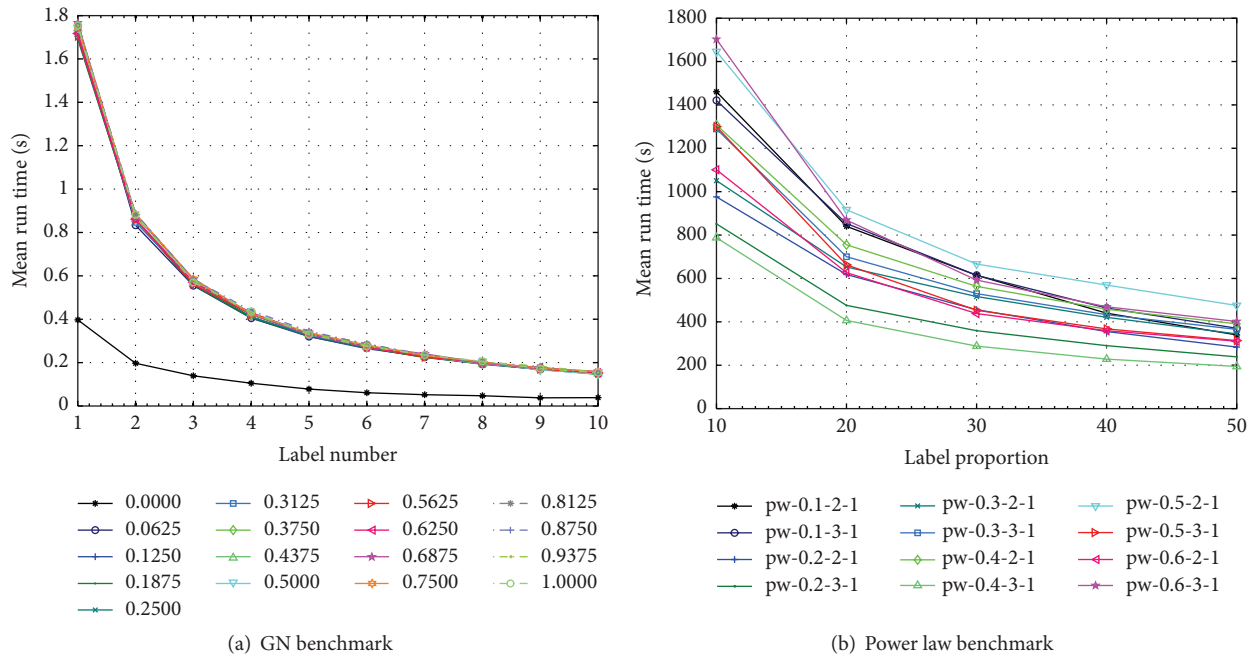 1.8
1.6
1.4
1.2
1
0.8
0.6
0.4
0.2
0
Mean run time (s)
1 2 3 4 5 6 7 8 9 10
Label number
0.0000 0.3125 0.5625 0.8125
0.0625 0.3750 0.6250 0.8750
0.1250 0.4375 0.6875 0.9375
0.1875 0.5000 0.7500 1.0000
0.2500
(a) GN benchmark
1800
1600
1400
1200
1000
800
600
400
200
0
Mean run time (s)
10 20 30 40 50
Label proportion
pw-0.1-2-1 pw-0.3-2-1 pw-0.5-2-1
pw-0.1-3-1 pw-0.3-3-1 pw-0.5-3-1
pw-0.2-2-1 pw-0.4-2-1 pw-0.6-2-1
pw-0.2-3-1 pw-0.4-3-1 pw-0.6-3-1
(b) Power law benchmark